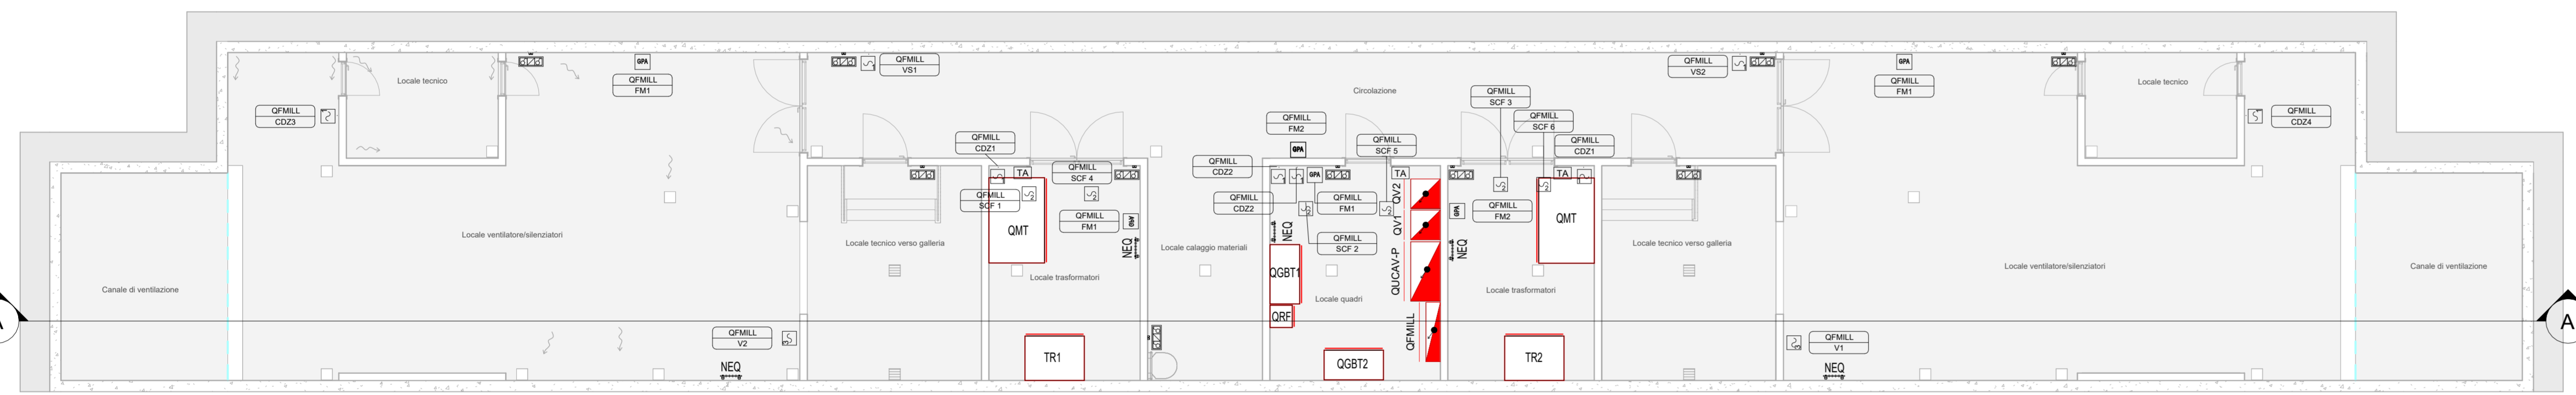 QFMILL
VS1
QFMILL
VS2
GPA
QFMILL
FM1
GPA
QFMILL
FM1
Locale tecnico
Locale tecnico
Circolazione
QFMILL
SCF 3
QFMILL
CDZ3
QFMILL
CDZ4
QFMILL
FM2
QFMILL
SCF 6
QFMILL
CDZ1
QFMILL
SCF 5
QFMILL
CDZ1
GPA
QFMILL
CDZ2
QFMILL
SCF 4
TA
GPA
TA
TA
QFMILL
SCF 1
QFMILL
CDZ2
QFMILL
FM1
QV2
QFMILL
FM2
GPA
QFMILL
FM1
GPA
QMT
QMT
QV1
NEQ
NEQ
NEQ
QFMILL
SCF 2
Locale ventilatore/silenziatori
Locale tecnico verso galleria
Locale calaggio materiali
Locale tecnico verso galleria
Locale ventilatore/silenziatori
QGBT1
QUCAV-P
Locale trasformatori
Canale di ventilazione
Locale quadri
Locale trasformatori
Canale di ventilazione
QRF
A
A
QFMILL
V2
QFMILL
QFMILL
V1
TR1
QGBT2
TR2
NEQ
NEQ